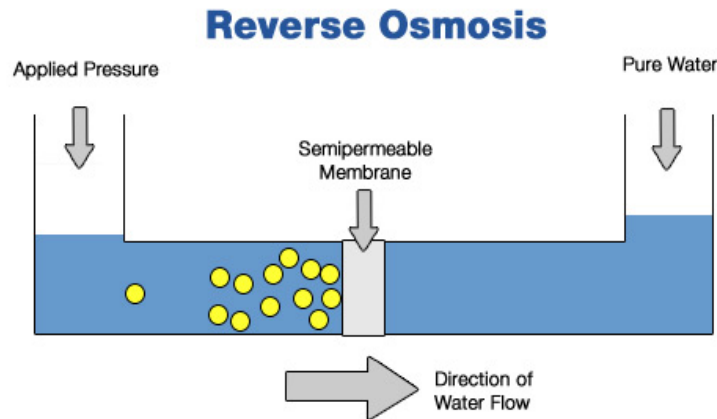 Reverse Osmosis
Applied Pressure
Pure Water
Semipermeable
Membrane
Direction of
Water Flow